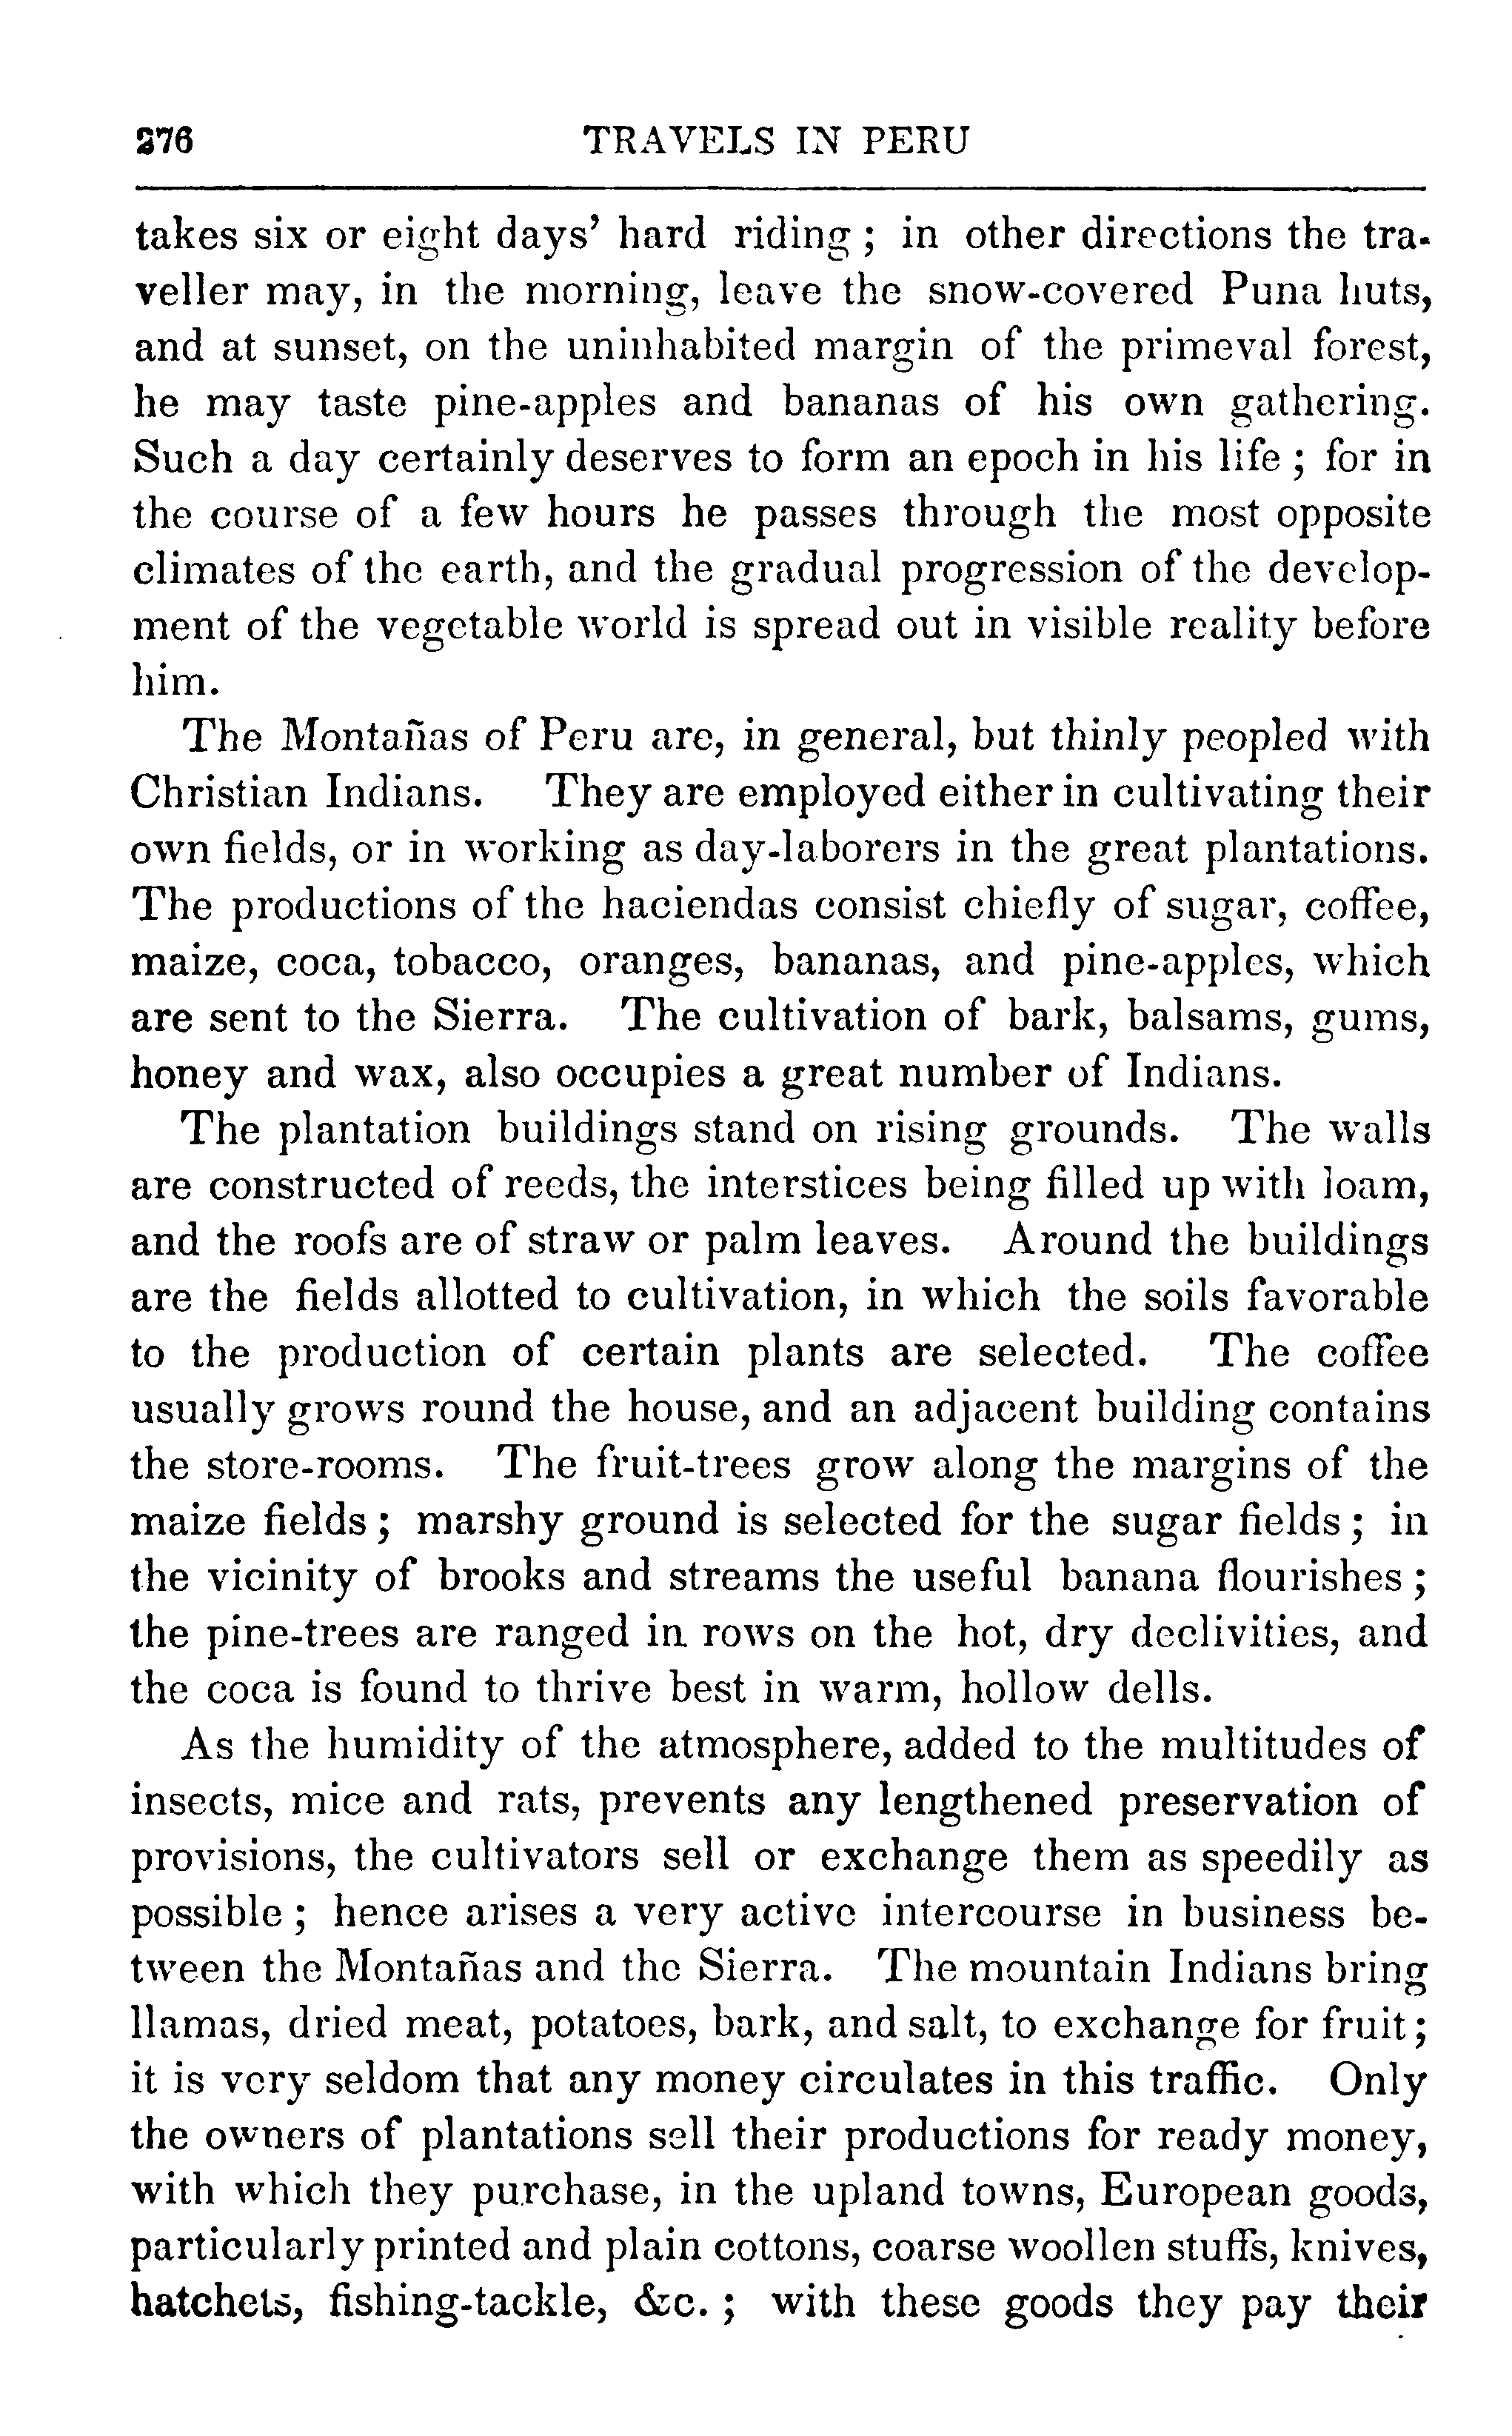 276 TRAVELS IN PERU
takes six or eight days' hard riding; in other directions the tra-
veller may, in the morning, leave the snow-covered Puna huts,
and at sunset, on the uninhabited margin of the primeval forest,
he may taste pine-apples and bananas of his own gathering.
Such a day certainly deserves to form an epoch in his life; for in
the course of a few hours he passes through the most opposite
climates of the earth, and the gradual progression of the develop-
ment of the vegetable world is spread out in visible reality before
him.
The Montañas of Peru are, in general, but thinly peopled with
Christian Indians. They are employed either in cultivating their
own fields, or in working as day-laborers in the great plantations.
The productions of the haciendas consist chiefly of sugar, coffee,
maize, coca, tobacco, oranges, bananas, and pine-apples, which
are sent to the Sierra. The cultivation of bark, balsams, gums,
honey and wax, also occupies a great number of Indians.
The plantation buildings stand on rising grounds. The walls
are constructed of reeds, the interstices being filled up with loam,
and the roofs are of straw or palm leaves. Around the buildings
are the fields allotted to cultivation, in which the soils favorable
to the production of certain plants are selected. The coffee
usually grows round the house, and an adjacent building contains
the store-rooms. The fruit-trees grow along the margins of the
maize fields; marshy ground is selected for the sugar fields; in
the vicinity of brooks and streams the useful banana flourishes;
the pine-trees are ranged in rows on the hot, dry declivities, and
the coca is found to thrive best in warm, hollow dells.
As the humidity of the atmosphere, added to the multitudes of
insects, mice and rats, prevents any lengthened preservation of
provisions, the cultivators sell or exchange them as speedily as
possible; hence arises a very active intercourse in business be-
tween the Montañas and the Sierra. The mountain Indians bring
llamas, dried meat, potatoes, bark, and salt, to exchange for fruit;
it is very seldom that any money circulates in this traffic. Only
the owners of plantations sell their productions for ready money,
with which they purchase, in the upland towns, European goods,
particularly printed and plain cottons, coarse woollen stuffs, knives,
hatchets, fishing-tackle, &c.; with these goods they pay their